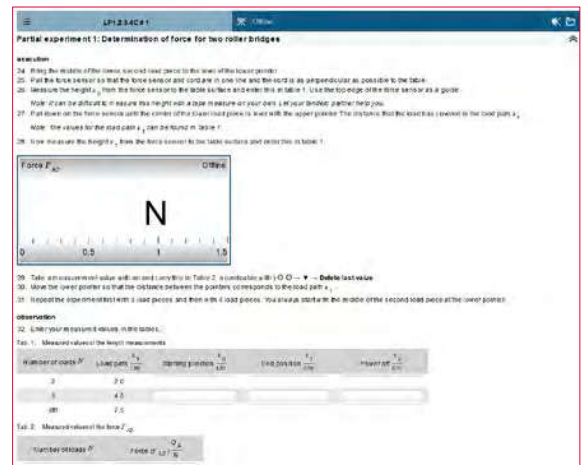 LP1.2.3.4C#1
Offline
Partial experiment 1: Determination of force for two roller bridges
execution
24 Bring the middle of the lower, second load piece to the level of the lower pointer.
25 Pull the force sensor so that the force sensor and cord are in one line and the cord is as perpendicular as possible to the table.
26 Measure the height from the force sensor to the table surface and enter this in table 1. Use the top edge of the force sensor as a guide.
Note: It can be difficult to measure this height with a tape measure on your own. Let your tandem partner help you.
27 Pull down on the force sensor until the center of the lower load piece is level with the upper pointer. The distance that the load has covered is the load path
Note: The values for the load path can be found in table 1.
28 Now measure the height from the force sensor to the table surface and enter this in table 1.
Force F
Offline
N
0 0.5 1 1.5
29 Take a measurement value with and carry this in Table 2. Delete last value
30 Move the lower pointer so that the distance between the pointers corresponds to the load path
31 Repeat the experiment first with 3 load pieces and then with 4 load pieces. You always start with the middle of the second load piece at the lower pointer.
observation
32 Enter your measured values in the tables.
Tab. 1: Measured values of the length measurements
Number of loads N Load path Starting position End position
2 2.0
3 4.5
Tab. 2: Measured values of the force F
Number of loads N Force